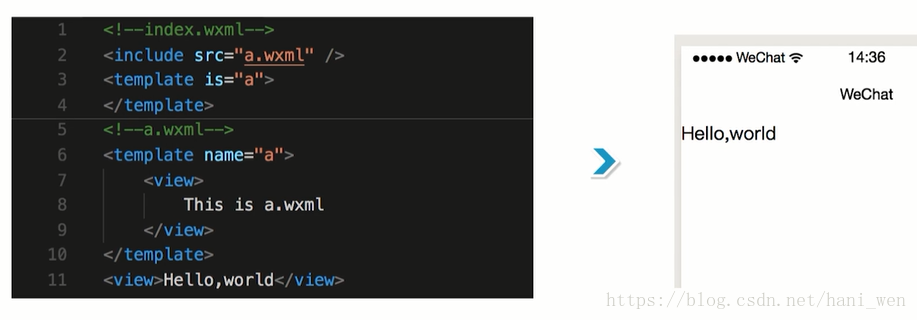 1 <!--index.wxml-->
2 <include src="a.wxml" />
3 <template is="a">
4 </template>
5 <!--a.wxml-->
6 <template name="a">
7 <view>
8 This is a.wxml
9 </view>
10 </template>
11 <view>Hello,world</view>
●●●●● WeChat 14:36
WeChat
Hello,world
https://blog.csdn.net/hani_wen